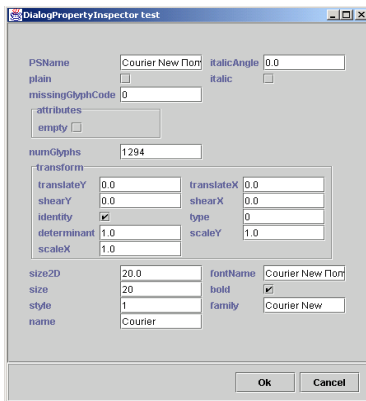 DialogPropertyInspector test
PSName Courier New Пол italicAngle 0.0
plain italic
missingGlyphCode 0
attributes
empty
numGlyphs 1294
transform
translateY 0.0 translateX 0.0
shearY 0.0 shearX 0.0
identity type 0
determinant 1.0 scaleY 1.0
scaleX 1.0
size2D 20.0 fontName Courier New Пол
size 20 bold
style 1 family Courier New
name Courier
Ok Cancel